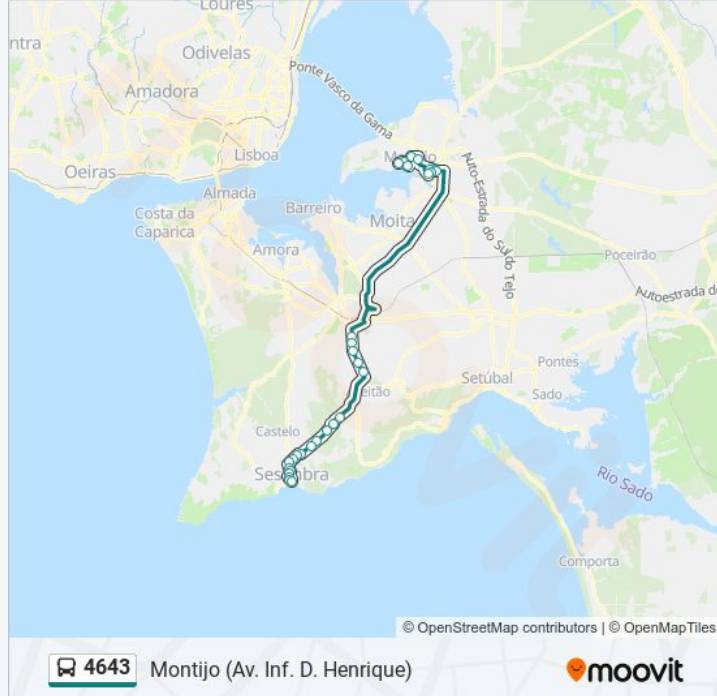 Loures
ntra
Odivelas
Amadora
Ponte Vasco da Gama
Lisboa
Oeiras
Almada
Costa da
Caparica
Barreiro
Moita
Amora
Auto-Estrada do Sul do Tejo
Poceirão
Autoestrada do
Pontes
Setúbal
Sado
Castelo
Rio Sado
Comporta
© OpenStreetMap contributors | © OpenMapTiles
4643 Montijo (Av. Inf. D. Henrique) moovit